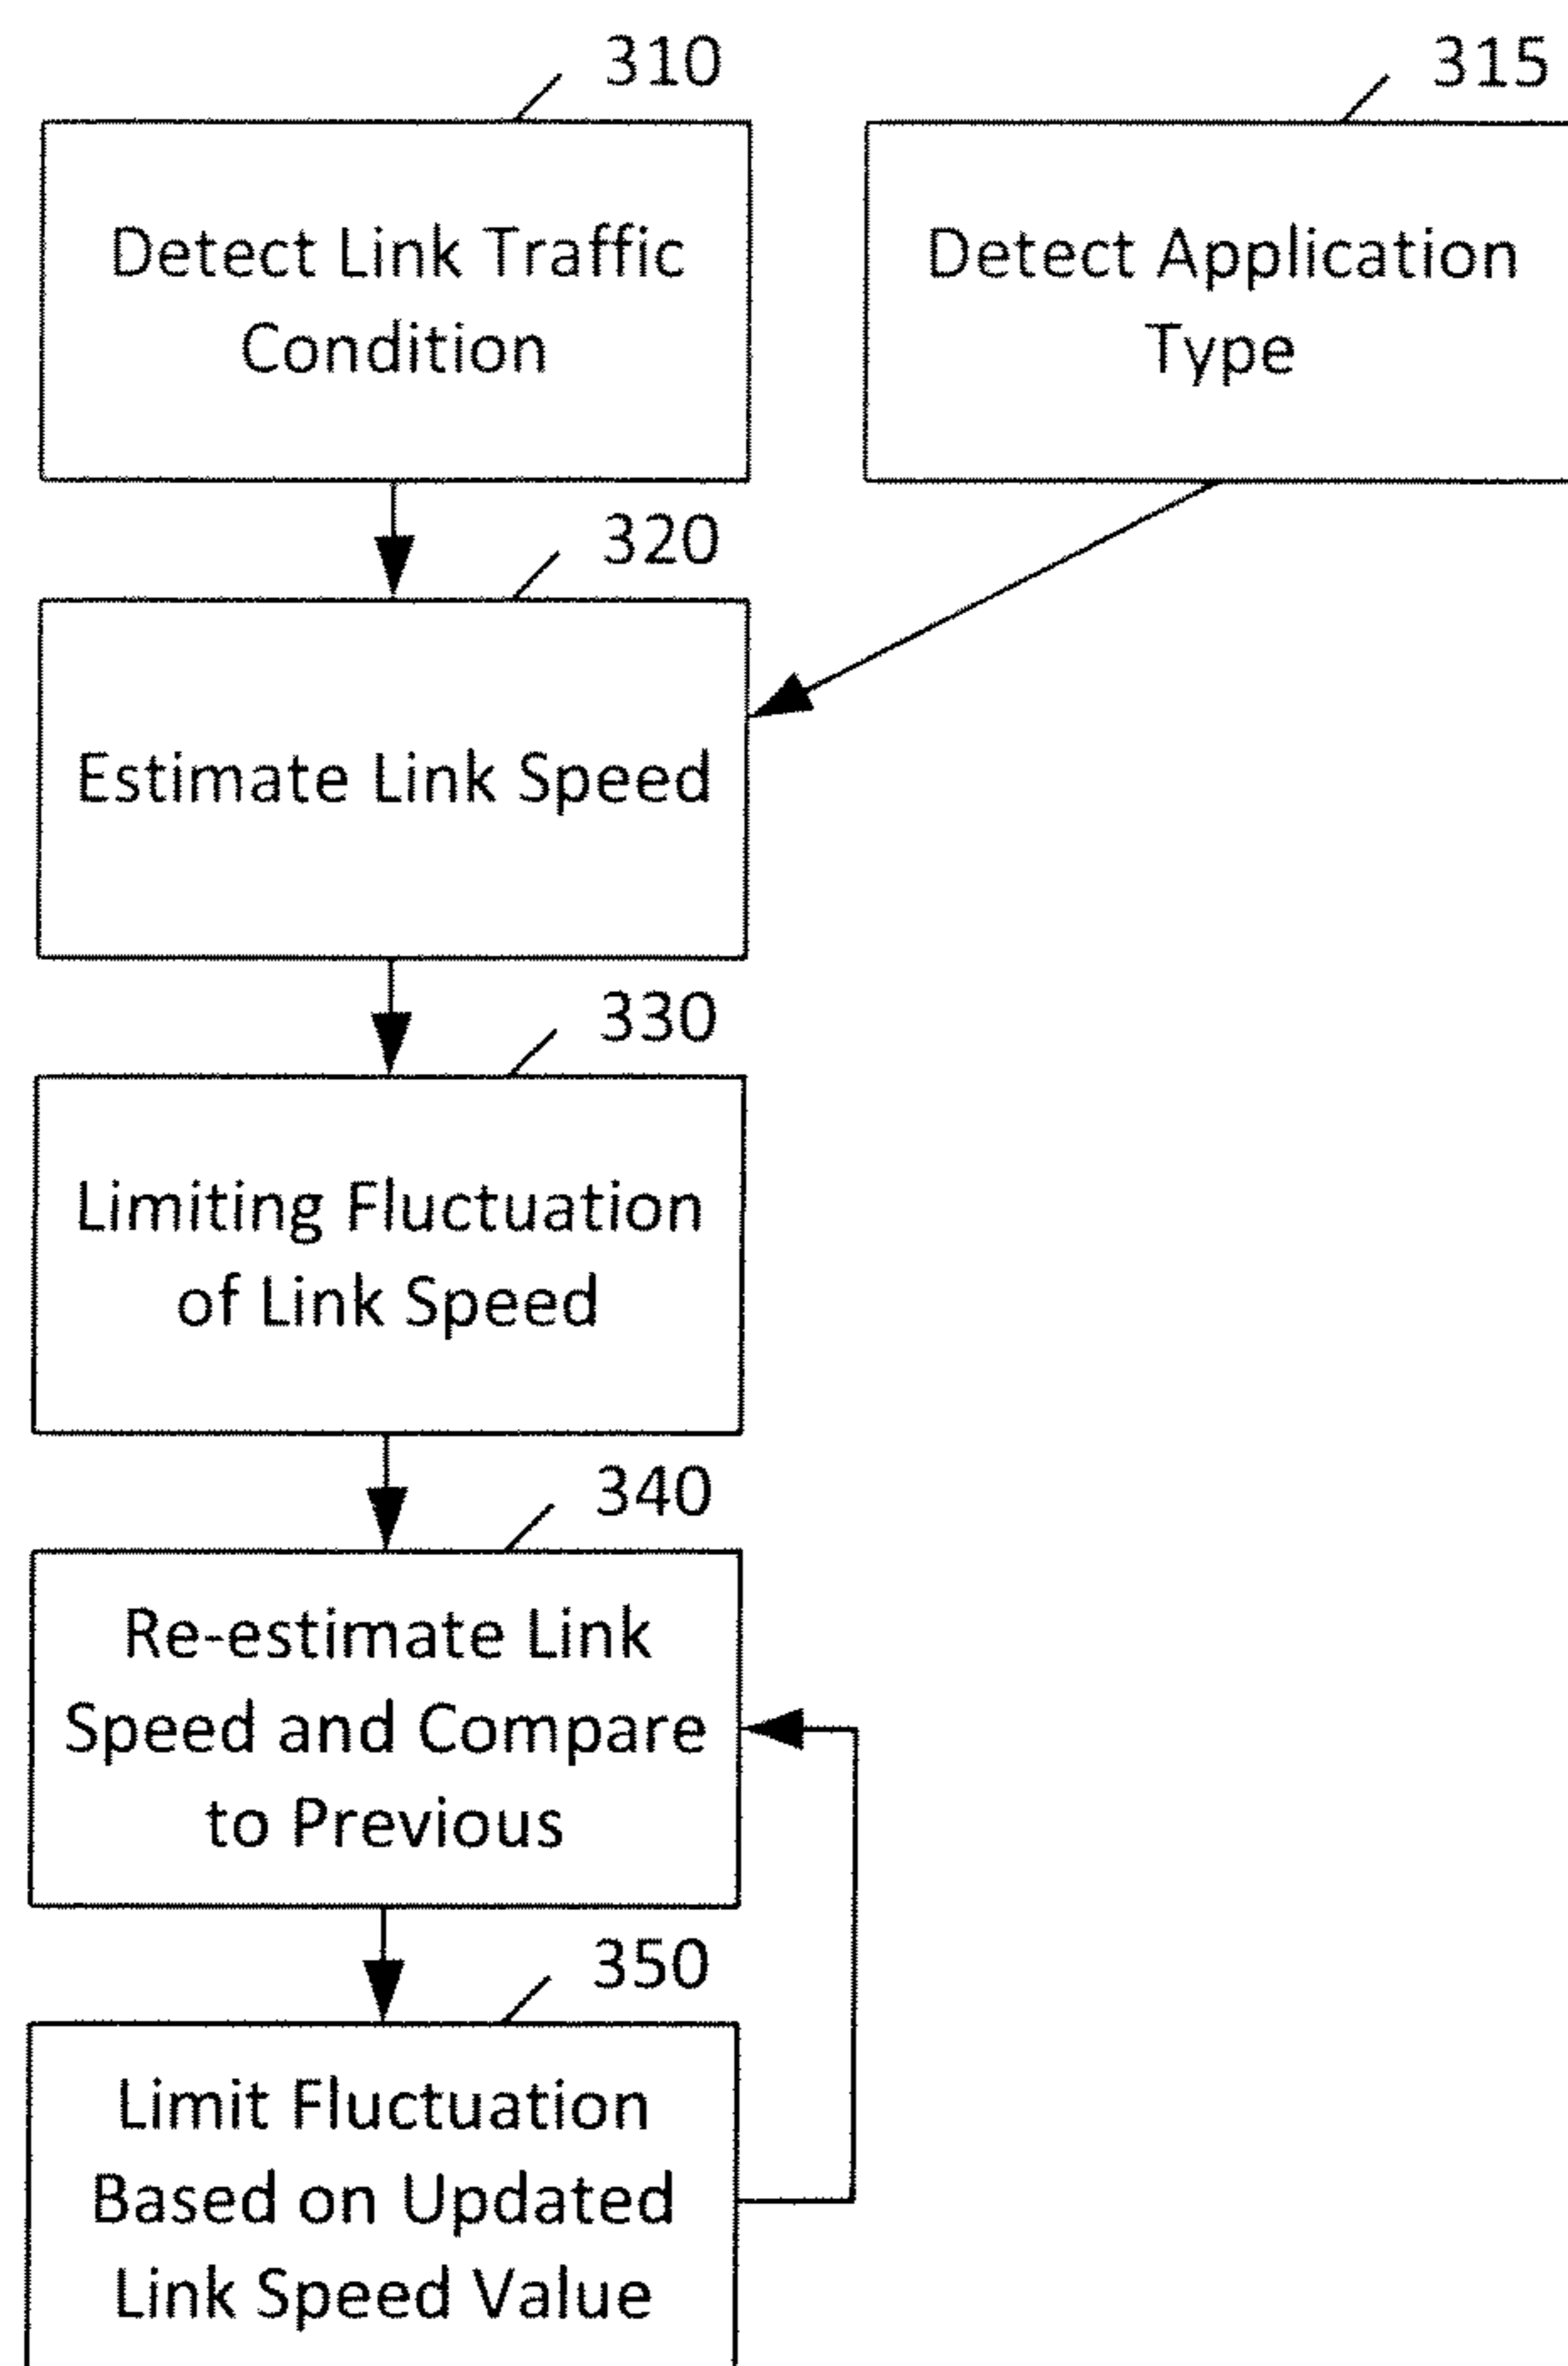 310
315
Detect Link Traffic
Condition
Detect Application
Type
320
Estimate Link Speed
330
Limiting Fluctuation
of Link Speed
340
Re-estimate Link
Speed and Compare
to Previous
350
Limit Fluctuation
Based on Updated
Link Speed Value